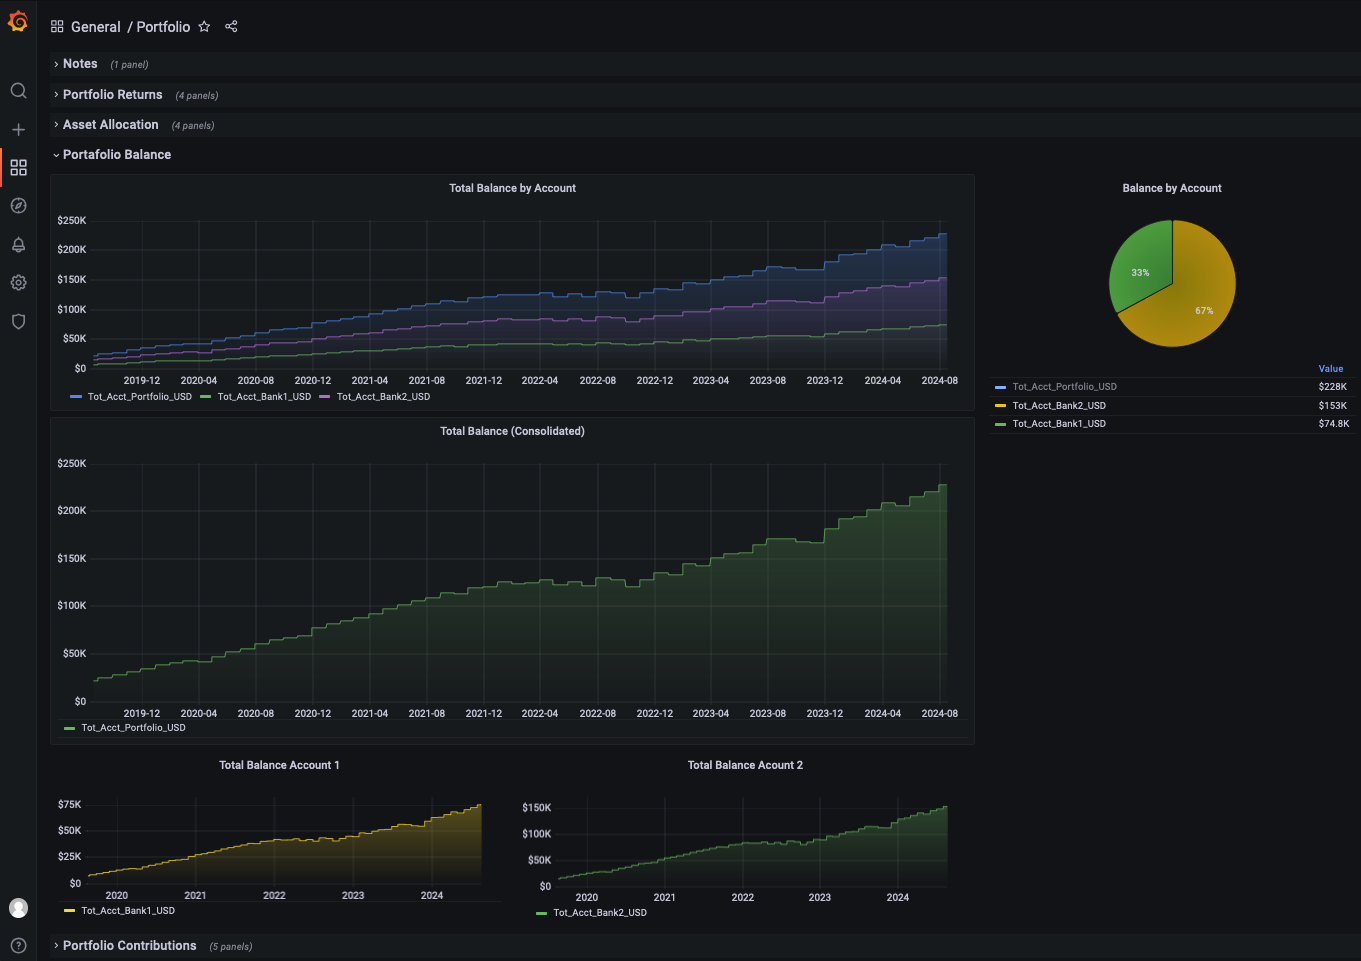 General / Portfolio
Notes (1 panel)
Portfolio Returns (4 panels)
Asset Allocation (4 panels)
Portafolio Balance
Total Balance by Account
$250K
$200K
$150K
$100K
$50K
$0
2019-12 2020-04 2020-08 2020-12 2021-04 2021-08 2021-12 2022-04 2022-08 2022-12 2023-04 2023-08 2023-12 2024-04 2024-08
Tot_Acct_Portfolio_USD Tot_Acct_Bank1_USD Tot_Acct_Bank2_USD
Balance by Account
33%
67%
Value
Tot_Acct_Portfolio_USD $228K
Tot_Acct_Bank2_USD $153K
Tot_Acct_Bank1_USD $74.8K
Total Balance (Consolidated)
$250K
$200K
$150K
$100K
$50K
$0
2019-12 2020-04 2020-08 2020-12 2021-04 2021-08 2021-12 2022-04 2022-08 2022-12 2023-04 2023-08 2023-12 2024-04 2024-08
Tot_Acct_Portfolio_USD
Total Balance Account 1
$75K
$50K
$25K
$0
2020 2021 2022 2023 2024
Tot_Acct_Bank1_USD
Total Balance Acount 2
$150K
$100K
$50K
$0
2020 2021 2022 2023 2024
Tot_Acct_Bank2_USD
Portfolio Contributions (5 panels)